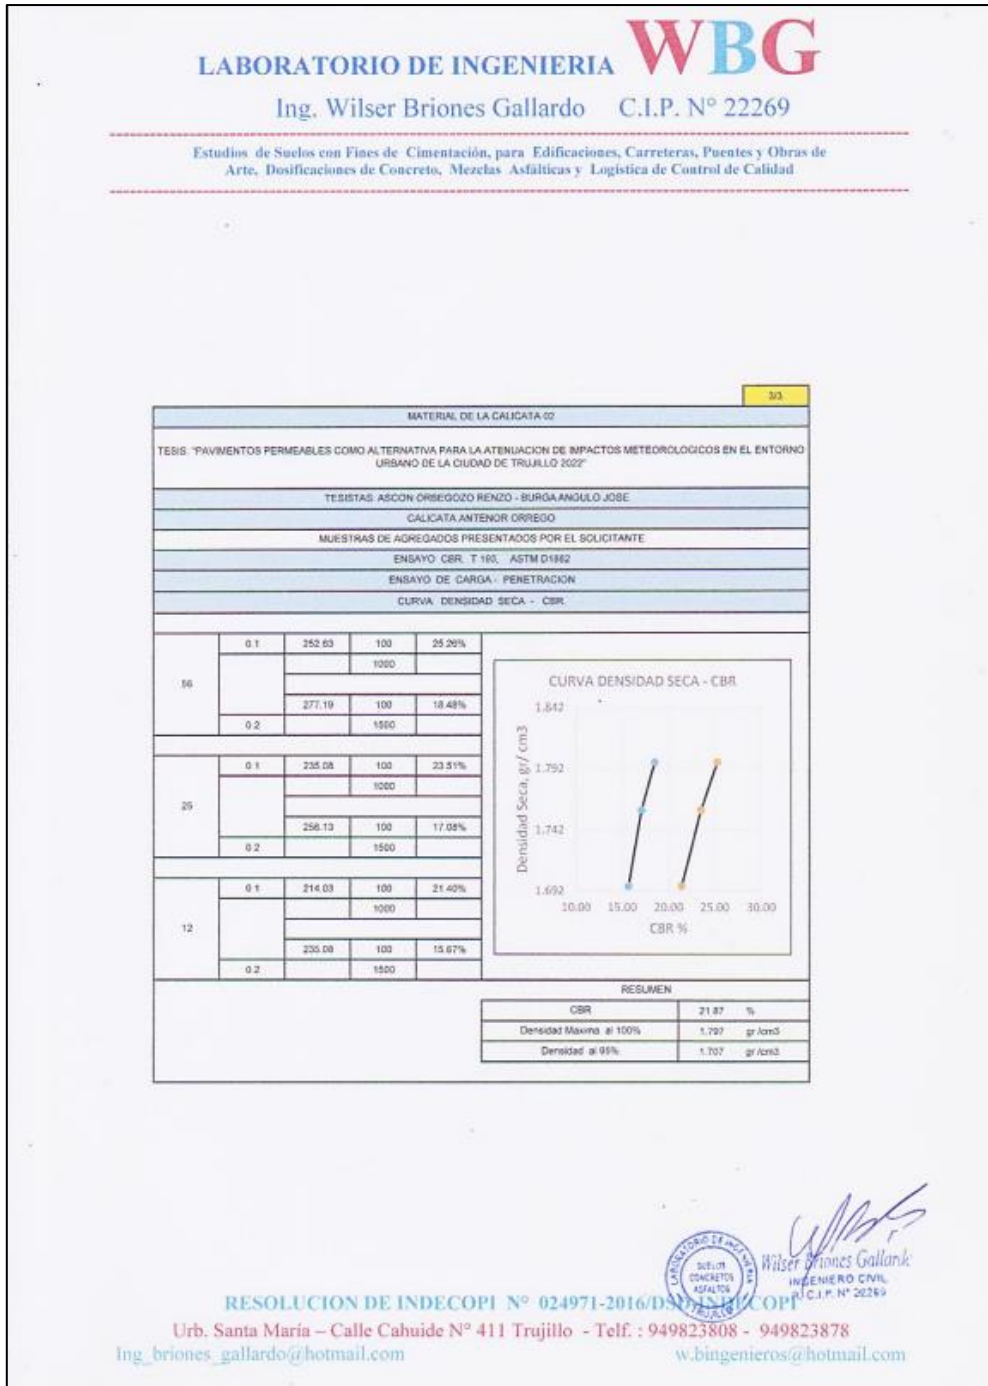 LABORATORIO DE INGENIERIA WBG
Ing. Wilser Briones Gallardo C.I.P. N° 22269
Estudios de Suelos con Fines de Cimentación, para Edificaciones, Carreteras, Puentes y Obras de
Arte, Dosificaciones de Concreto, Mezclas Asfálticas y Logística de Control de Calidad
3/3
MATERIAL DE LA CALICATA 02
TESIS: "PAVIMENTOS PERMEABLES COMO ALTERNATIVA PARA LA ATENUACION DE IMPACTOS METEOROLOGICOS EN EL ENTORNO
URBANO DE LA CIUDAD DE TRUJILLO 2022"
TESISTAS: ASCON ORBEGOZO RENZO - BURGA ANGULO JOSE
CALICATA ANTENOR ORREGO
MUESTRAS DE AGREGADOS PRESENTADOS POR EL SOLICITANTE
ENSAYO CBR, T 193, ASTM D1882
ENSAYO DE CARGA - PENETRACION
CURVA DENSIDAD SECA - CBR
56
0.1 252.63 100 25.26%
1000
277.19 100 18.48%
0.2 1500
25
0.1 235.08 100 23.51%
1000
256.13 100 17.08%
0.2 1500
12
0.1 214.03 100 21.40%
1000
235.08 100 15.67%
0.2 1500
CURVA DENSIDAD SECA - CBR
Densidad Seca, gr/ cm3
1.842
1.792
1.742
1.692
10.00 15.00 20.00 25.00 30.00
CBR %
RESUMEN
CBR 21.87 %
Densidad Maxima al 100% 1.797 gr /cm3
Densidad al 95% 1.707 gr /cm3
LABORATORIO DE INGENIERIA
SUELOS
CONCRETOS
ASFALTOS
TRUJILLO
Wilser Briones Gallardo
INGENIERO CIVIL
R. C.I.P. N° 22269
RESOLUCION DE INDECOPI N° 024971-2016/DSD-INDECOPI
Urb. Santa María – Calle Cahuide N° 411 Trujillo - Telf. : 949823808 - 949823878
Ing_briones_gallardo@hotmail.com w.bingenieros@hotmail.com